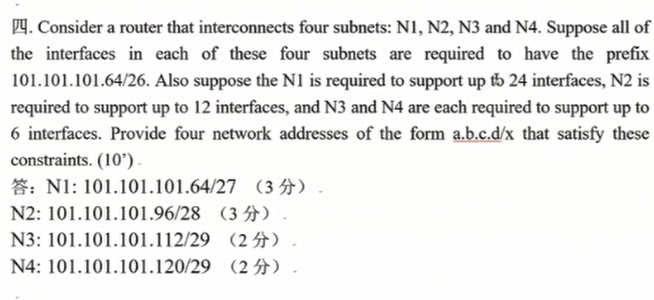 四. Consider a router that interconnects four subnets: N1, N2, N3 and N4. Suppose all of
the interfaces in each of these four subnets are required to have the prefix
101.101.101.64/26. Also suppose the N1 is required to support up to 24 interfaces, N2 is
required to support up to 12 interfaces, and N3 and N4 are each required to support up to
6 interfaces. Provide four network addresses of the form a.b.c.d/x that satisfy these
constraints. (10’)
答：N1: 101.101.101.64/27 （3 分）
N2: 101.101.101.96/28 （3 分）
N3: 101.101.101.112/29 （2 分）
N4: 101.101.101.120/29 （2 分）